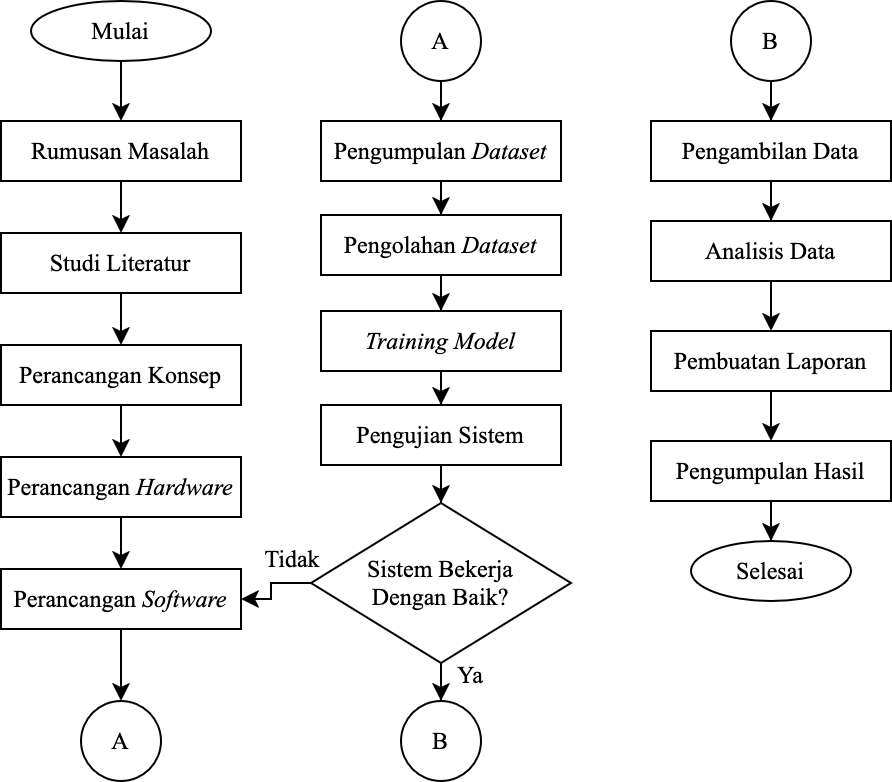 Mulai
Rumusan Masalah
Studi Literatur
Perancangan Konsep
Perancangan Hardware
Perancangan Software
A
A
Pengumpulan Dataset
Pengolahan Dataset
Training Model
Pengujian Sistem
Sistem Bekerja
Dengan Baik?
Tidak
Ya
B
B
Pengambilan Data
Analisis Data
Pembuatan Laporan
Pengumpulan Hasil
Selesai